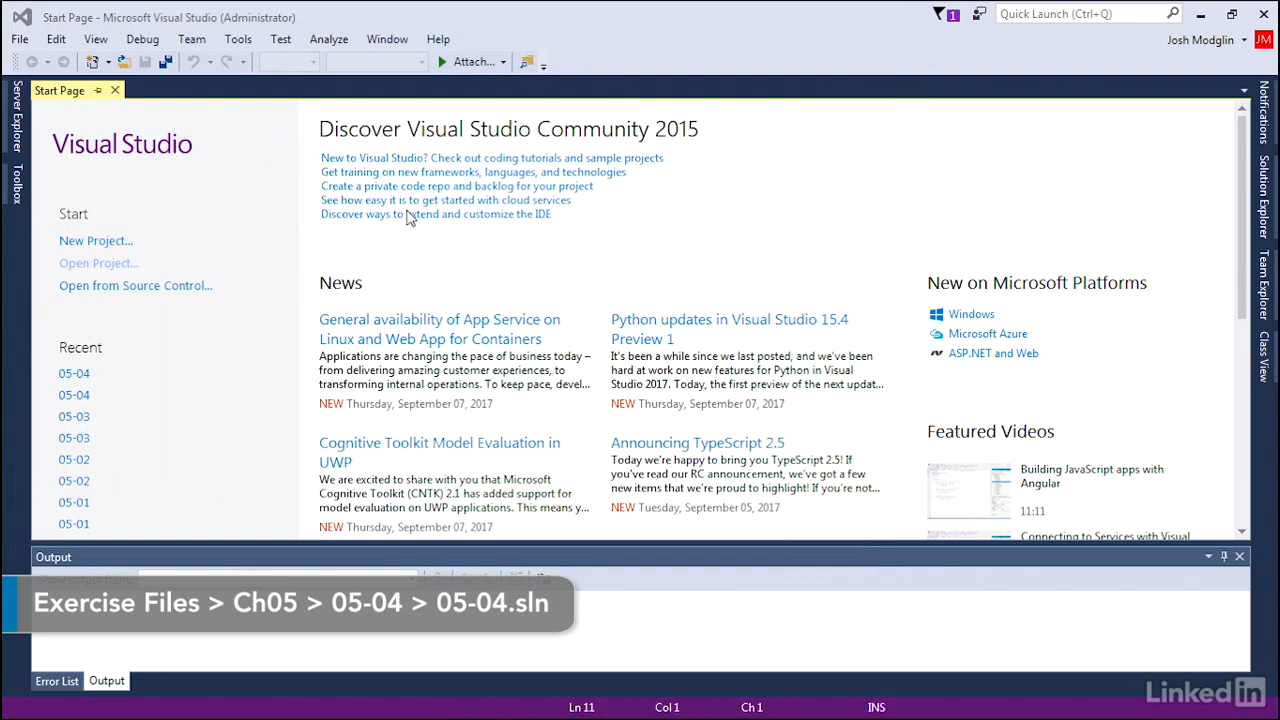 Start Page - Microsoft Visual Studio (Administrator)
1
Quick Launch (Ctrl+Q)
File Edit View Debug Team Tools Test Analyze Window Help
Josh Modglin JM
Attach...
Server Explorer
Toolbox
Start Page
Visual Studio
Start
New Project...
Open Project...
Open from Source Control...
Recent
05-04
05-04
05-03
05-03
05-02
05-02
05-01
05-01
Discover Visual Studio Community 2015
New to Visual Studio? Check out coding tutorials and sample projects
Get training on new frameworks, languages, and technologies
Create a private code repo and backlog for your project
See how easy it is to get started with cloud services
Discover ways to extend and customize the IDE
News
General availability of App Service on
Linux and Web App for Containers
Applications are changing the pace of business today –
from delivering amazing customer experiences, to
transforming internal operations. To keep pace, devel...
NEW Thursday, September 07, 2017
Python updates in Visual Studio 15.4
Preview 1
It's been a while since we last posted, and we've been
hard at work on new features for Python in Visual
Studio 2017. Today, the first preview of the next updat...
NEW Thursday, September 07, 2017
Cognitive Toolkit Model Evaluation in
UWP
We are excited to share with you that Microsoft
Cognitive Toolkit (CNTK) 2.1 has added support for
model evaluation on UWP applications. This means y...
NEW Thursday, September 07, 2017
Announcing TypeScript 2.5
Today we're happy to bring you TypeScript 2.5! If
you've read our RC announcement, we've got a few
new items that we're proud to highlight! If you're not...
NEW Tuesday, September 05, 2017
New on Microsoft Platforms
Windows
Microsoft Azure
ASP.NET and Web
Featured Videos
Building JavaScript apps with
Angular
11:11
Connecting to Services with Visual
Notifications
Solution Explorer
Team Explorer
Class View
Output
Show output from:
Exercise Files > Ch05 > 05-04 > 05-04.sln
Error List Output
Linked in
Ln 11 Col 1 Ch 1 INS